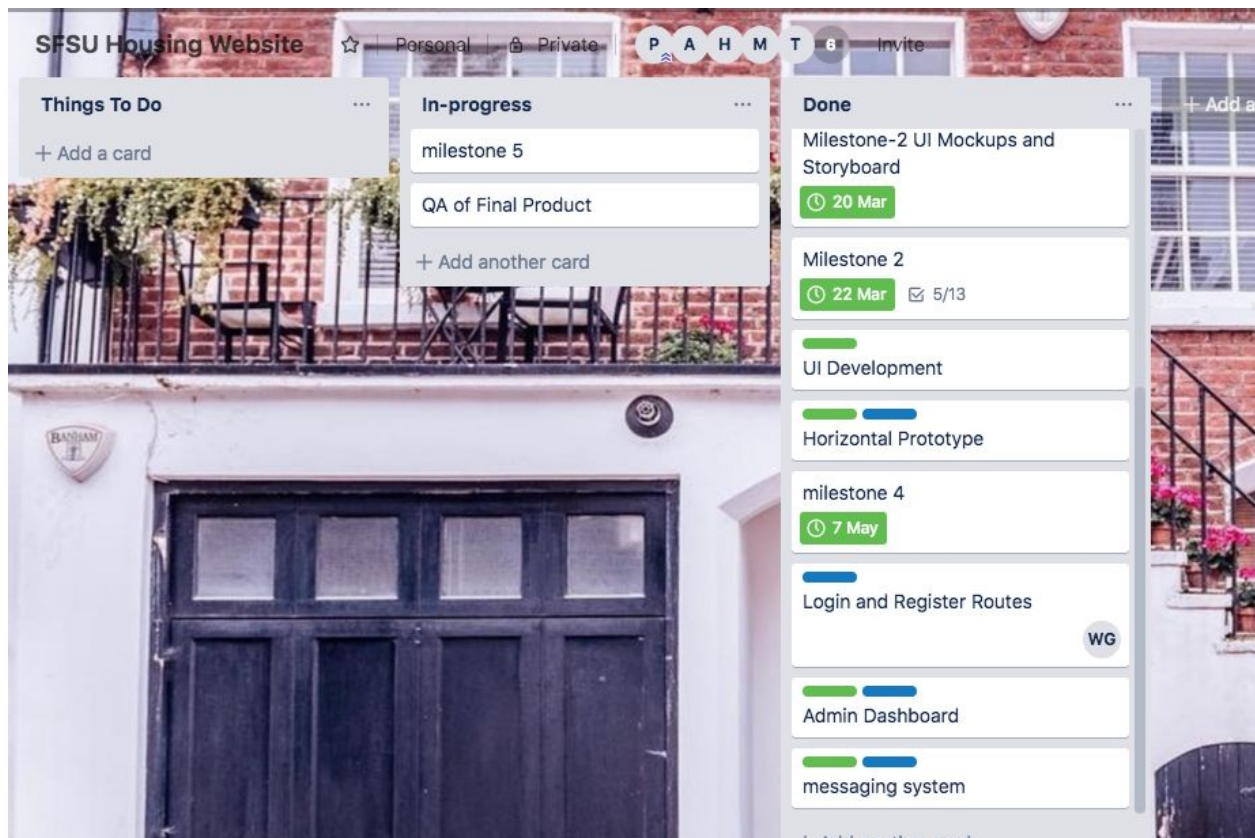 SFSU Housing Website Personal Private P A H M T 6 Invite
Things To Do
+ Add a card
In-progress
milestone 5
QA of Final Product
+ Add another card
Done
Milestone-2 UI Mockups and
Storyboard
20 Mar
Milestone 2
22 Mar 5/13
UI Development
Horizontal Prototype
milestone 4
7 May
Login and Register Routes
WG
Admin Dashboard
messaging system
+ Add a
BANHAM